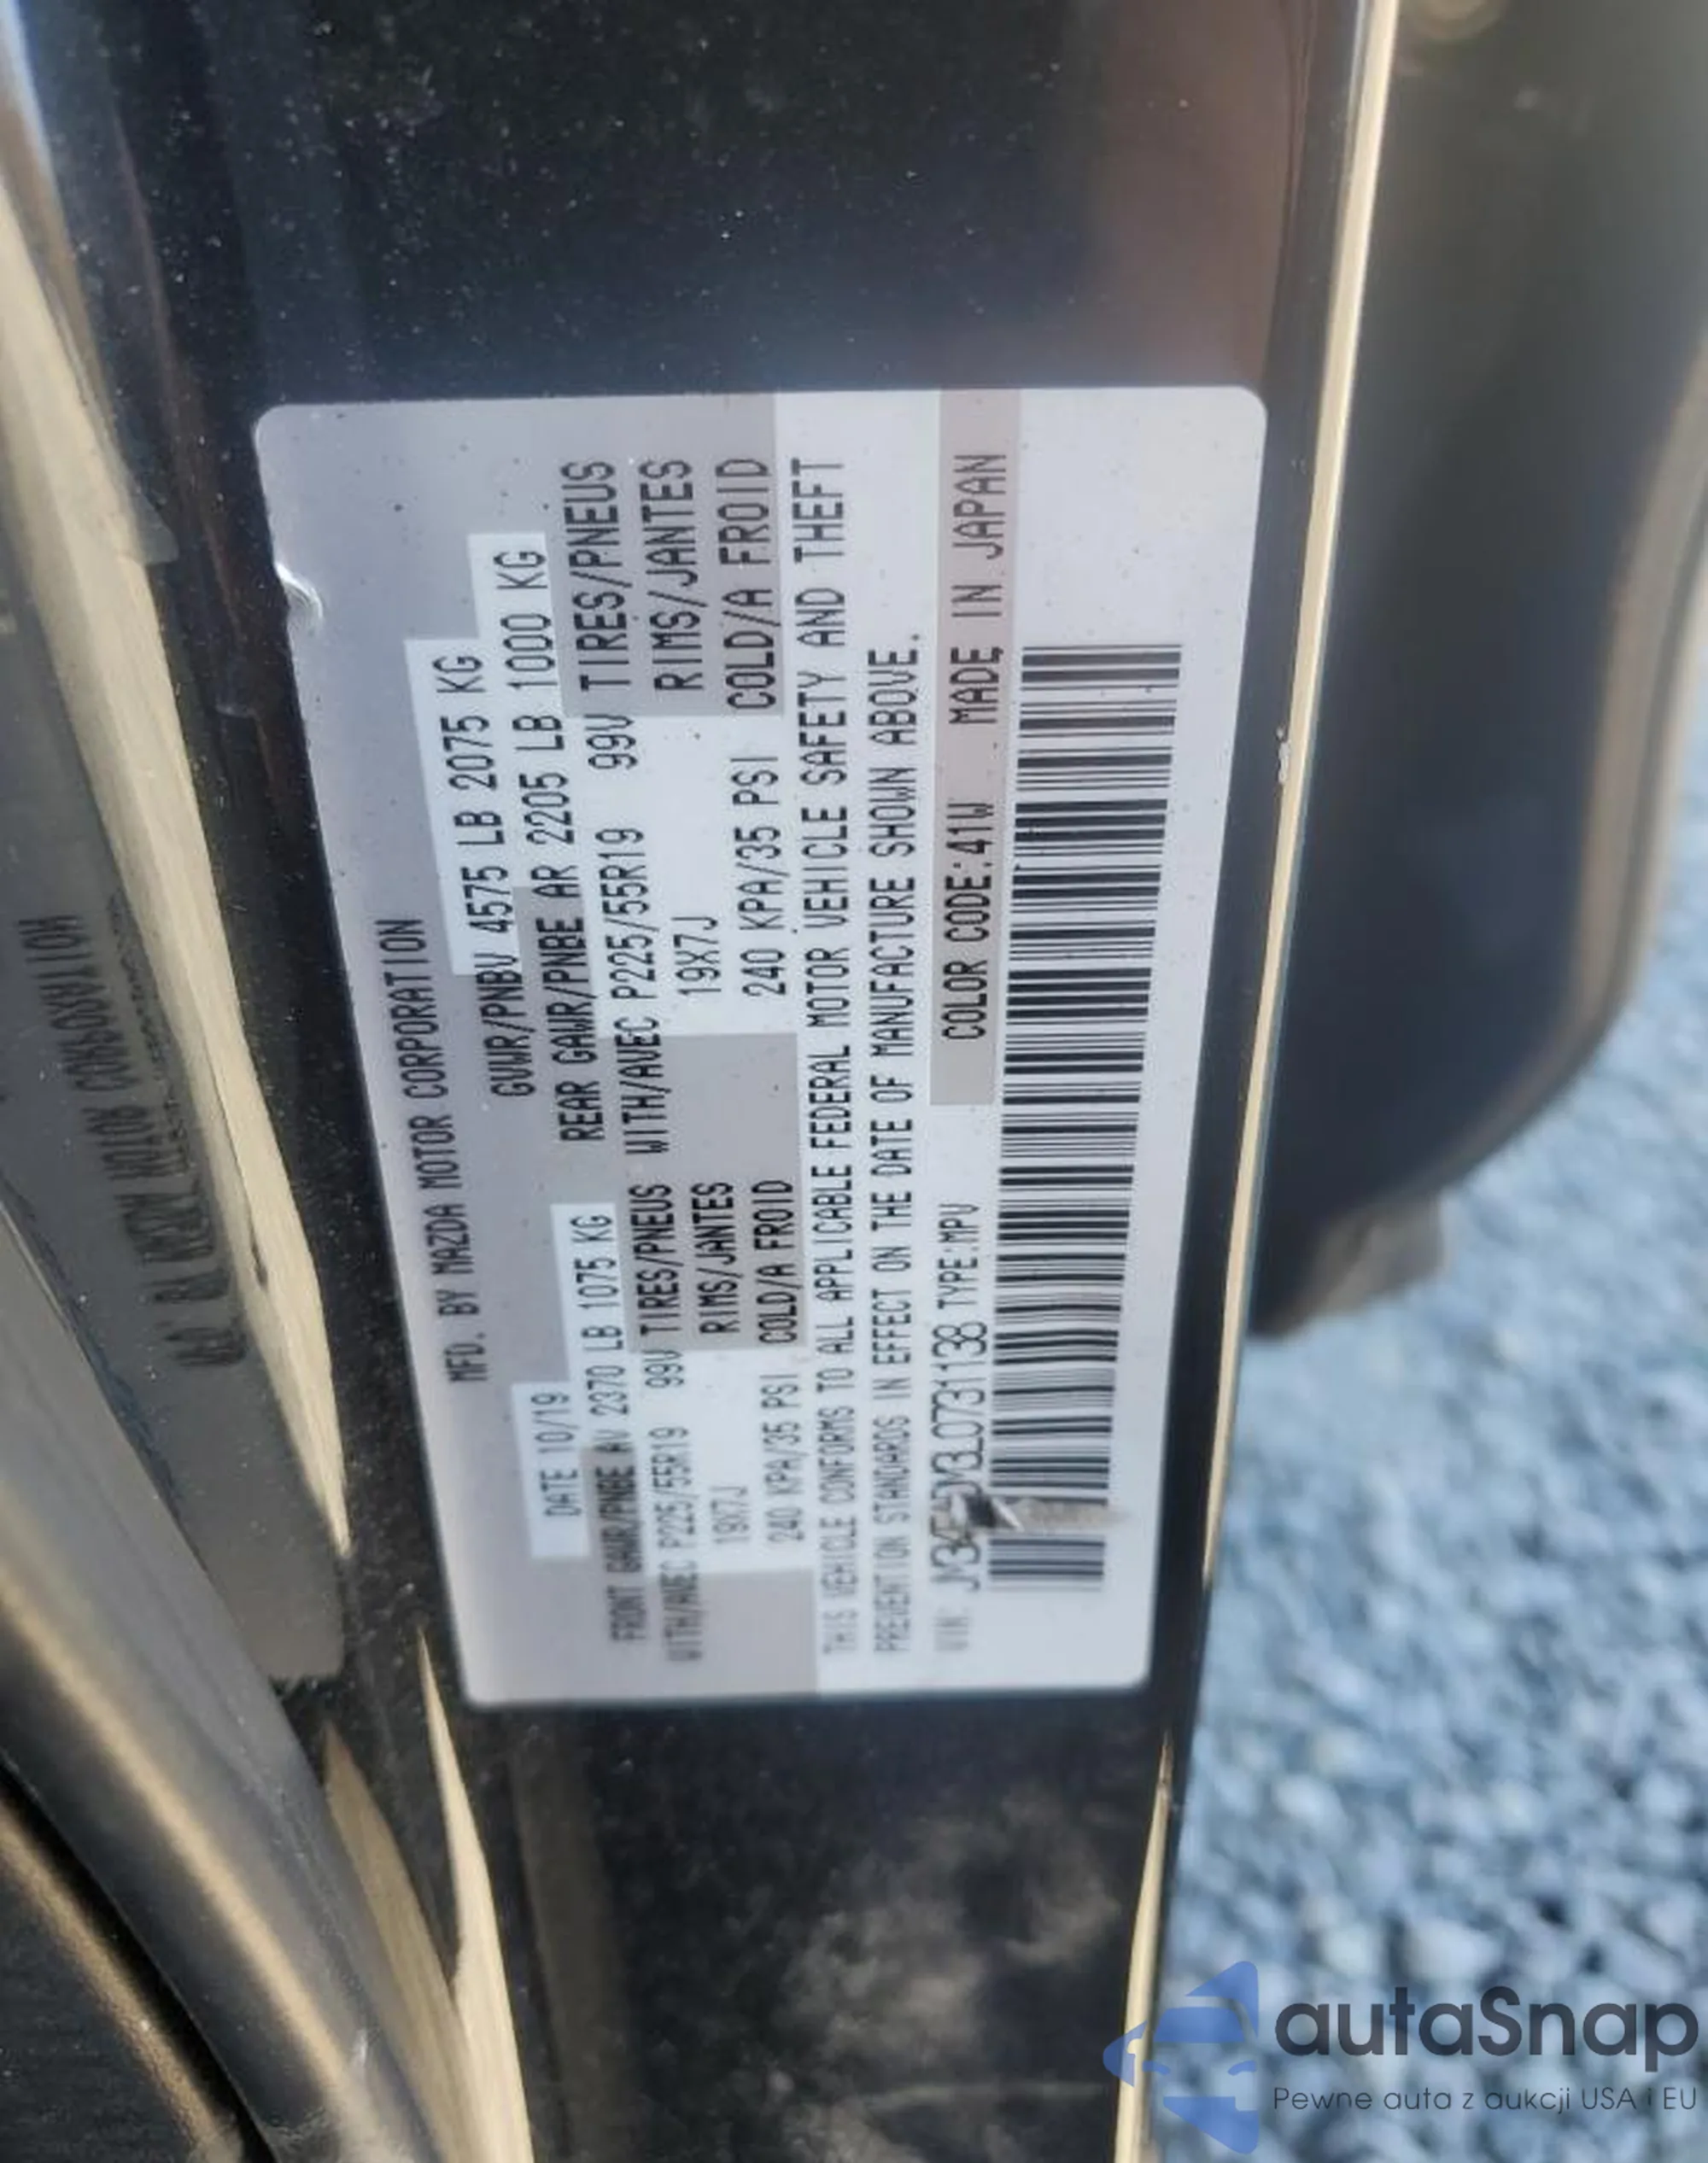 MFD. BY MAZDA MOTOR CORPORATION
DATE 10/19 GVWR/PNBV 4575 LB 2075 KG
FRONT GAWR/PNBE AV 2370 LB 1075 KG REAR GAWR/PNBE AR 2205 LB 1000 KG
WITH/AVEC P225/55R19 99V TIRES/PNEUS WITH/AVEC P225/55R19 99V TIRES/PNEUS
19X7J RIMS/JANTES 19X7J RIMS/JANTES
240 KPA/35 PSI COLD/A FROID 240 KPA/35 PSI COLD/A FROID
THIS VEHICLE CONFORMS TO ALL APPLICABLE FEDERAL MOTOR VEHICLE SAFETY AND THEFT
PREVENTION STANDARDS IN EFFECT ON THE DATE OF MANUFACTURE SHOWN ABOVE.
VIN: TYPE:MPV COLOR CODE:41W MADE IN JAPAN
autaSnap
Pewne auta z aukcji USA i EU